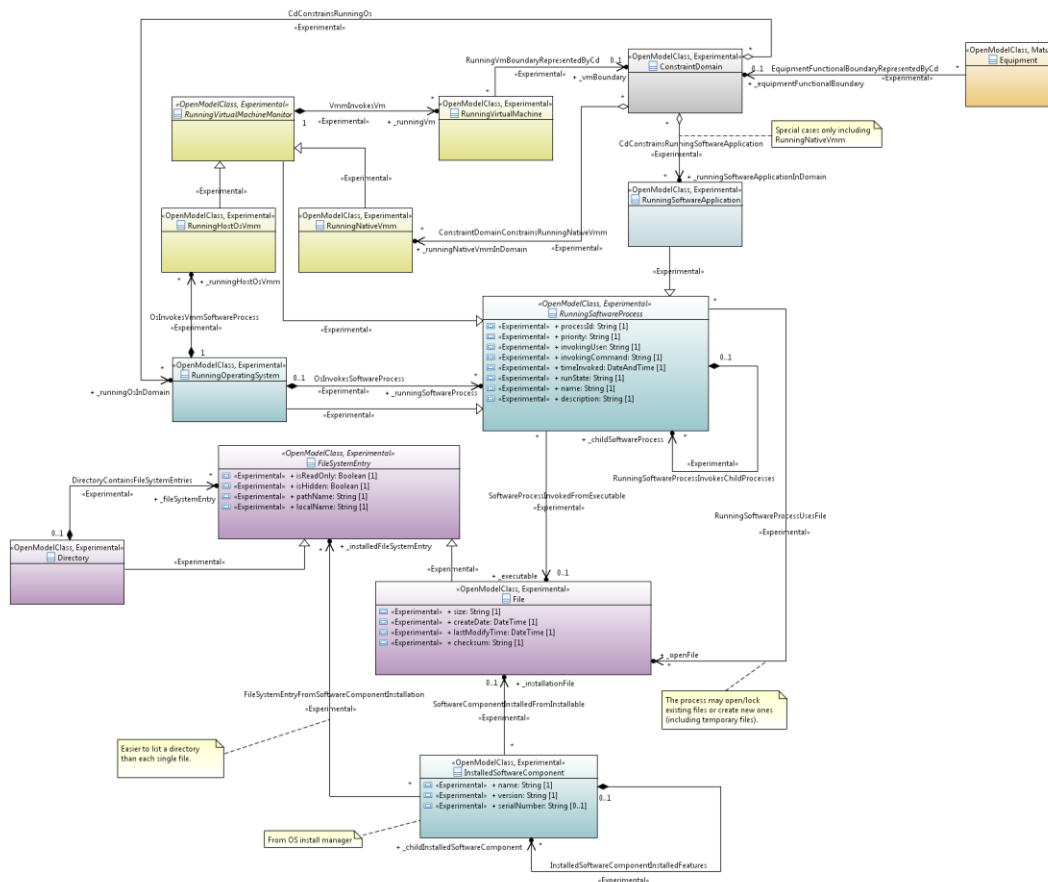 CdConstrainsRunningOs
«Experimental»
*
«OpenModelClass, Experimental»
ConstraintDomain
RunningVmBoundaryRepresentedByCd
0..1
«Experimental»
+ _vmBoundary
*
0..1
EquipmentFunctionalBoundaryRepresentedByCd
*
«Experimental»
+ _equipmentFunctionalBoundary
«OpenModelClass, Matu
Equipment
«OpenModelClass, Experimental»
RunningVirtualMachineMonitor
VmmInvokesVm
*
1
«Experimental»
+ _runningVm
«OpenModelClass, Experimental»
RunningVirtualMachine
*
*
Special cases only including
RunningNativeVmm
CdConstrainsRunningSoftwareApplication
«Experimental»
*
+ _runningSoftwareApplicationInDomain
«Experimental»
«Experimental»
«OpenModelClass, Experimental»
RunningSoftwareApplication
«OpenModelClass, Experimental»
RunningHostOsVmm
«OpenModelClass, Experimental»
RunningNativeVmm
*
ConstraintDomainConstrainsRunningNativeVmm
+ _runningNativeVmmInDomain
«Experimental»
«Experimental»
*
+ _runningHostOsVmm
OsInvokesVmmSoftwareProcess
«Experimental»
1
«Experimental»
«OpenModelClass, Experimental»
RunningSoftwareProcess
«Experimental» + processId: String [1]
«Experimental» + priority: String [1]
«Experimental» + invokingUser: String [1]
«Experimental» + invokingCommand: String [1]
«Experimental» + timeInvoked: DateAndTime [1]
«Experimental» + runState: String [1]
«Experimental» + name: String [1]
«Experimental» + description: String [1]
*
0..1
*
+ _runningOsInDomain
«OpenModelClass, Experimental»
RunningOperatingSystem
0..1
OsInvokesSoftwareProcess
*
«Experimental»
+ _runningSoftwareProcess
«Experimental»
*
+ _childSoftwareProcess
*
«Experimental»
RunningSoftwareProcessInvokesChildProcesses
«OpenModelClass, Experimental»
FileSystemEntry
«Experimental» + isReadOnly: Boolean [1]
«Experimental» + isHidden: Boolean [1]
«Experimental» + pathName: String [1]
«Experimental» + localName: String [1]
DirectoryContainsFileSystemEntries
*
«Experimental»
+ _fileSystemEntry
0..1
«OpenModelClass, Experimental»
Directory
«Experimental»
*
+ _installedFileSystemEntry
SoftwareProcessInvokedFromExecutable
«Experimental»
RunningSoftwareProcessUsesFile
«Experimental»
«Experimental»
+ _executable
0..1
«OpenModelClass, Experimental»
File
«Experimental» + size: String [1]
«Experimental» + createDate: DateTime [1]
«Experimental» + lastModifyTime: DateTime [1]
«Experimental» + checksum: String [1]
+ _openFile
*
0..1
+ _installationFile
FileSystemEntryFromSoftwareComponentInstallation
«Experimental»
SoftwareComponentInstalledFromInstallable
«Experimental»
The process may open/lock
existing files or create new ones
(including temporary files).
Easier to list a directory
than each single file.
*
*
«OpenModelClass, Experimental»
InstalledSoftwareComponent
«Experimental» + name: String [1]
«Experimental» + version: String [1]
«Experimental» + serialNumber: String [0..1]
0..1
From OS install manager
+ _childInstalledSoftwareComponent
*
InstalledSoftwareComponentInstalledFeatures
«Experimental»